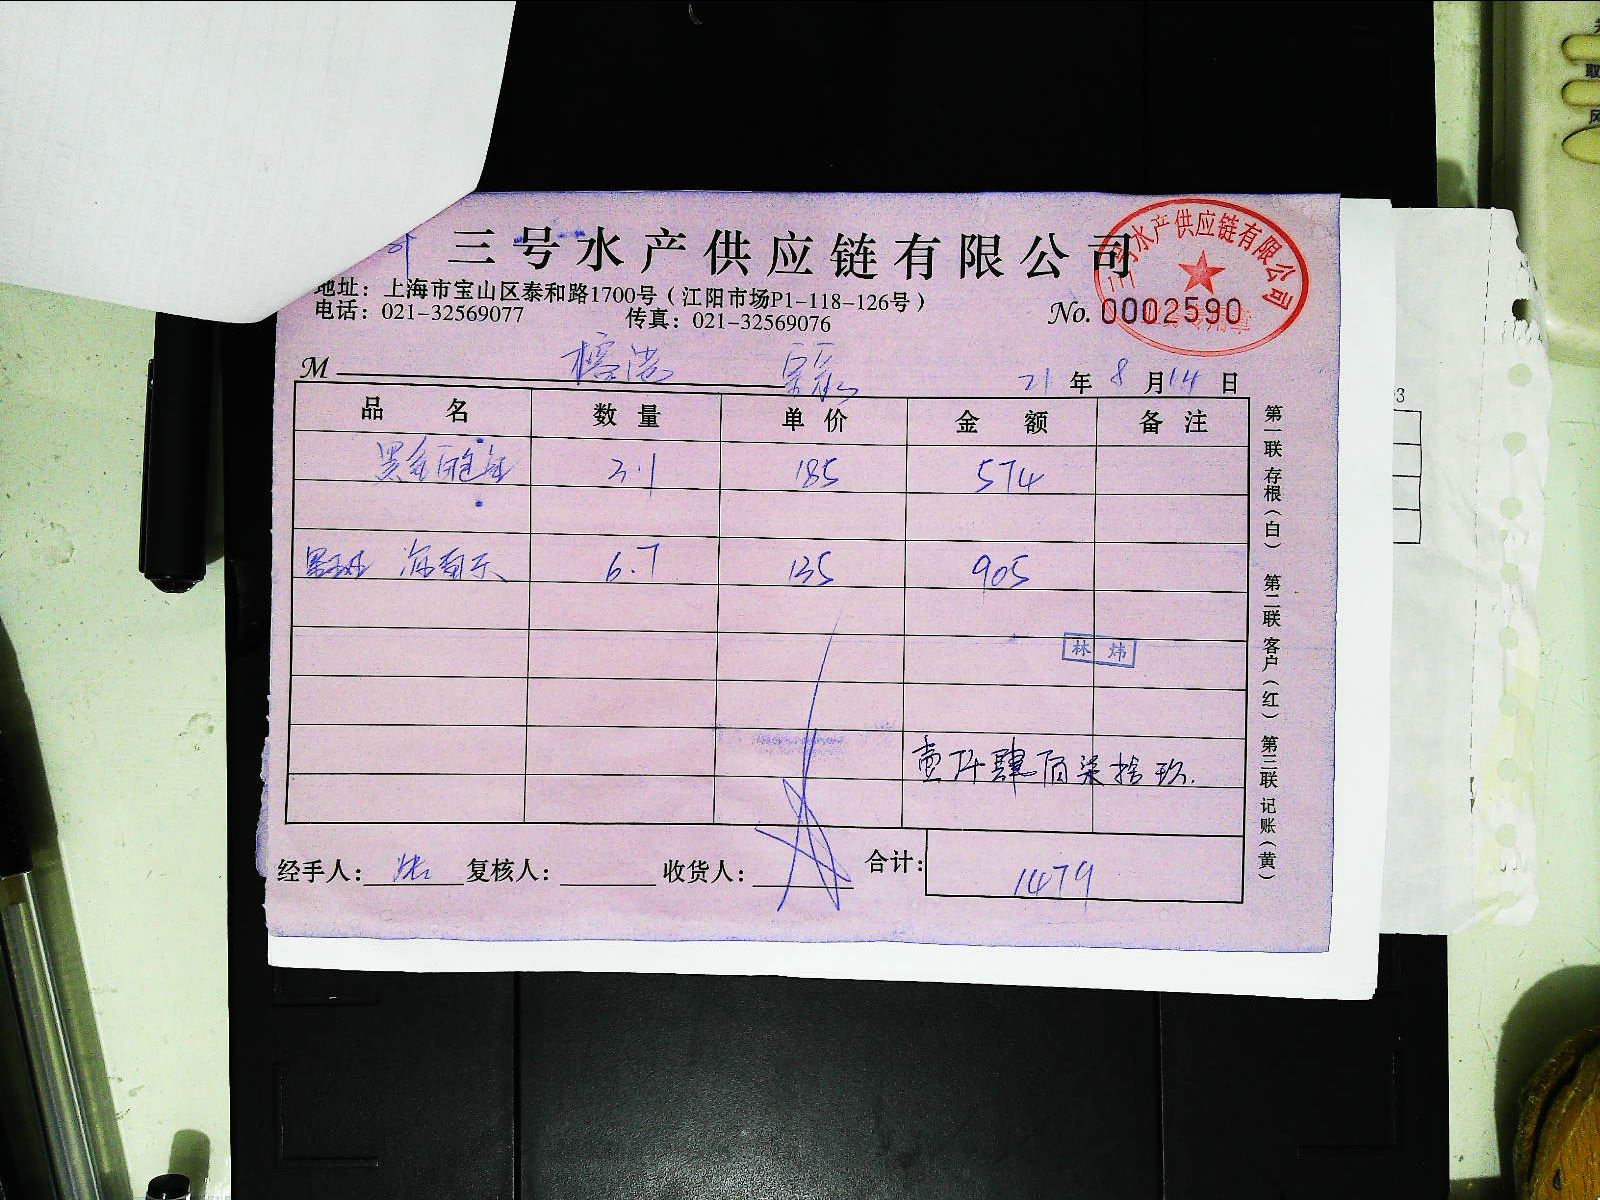 三号水产供应链有限公司
三号水产供应链有限公司
地址：上海市宝山区泰和路1700号（江阳市场P1-118-126号）
电话：021-32569077 传真：021-32569076
No. 0002590
M 榕港
21 年 8 月 14 日
品名 数量 单价 金额 备注
3.1 185 574
6.7 135 905
林炜
壹仟肆佰柒拾玖.
经手人： 张 复核人： 收货人： 合计： 1479
第一联 存根（白） 第二联 客户（红） 第三联 记账（黄）